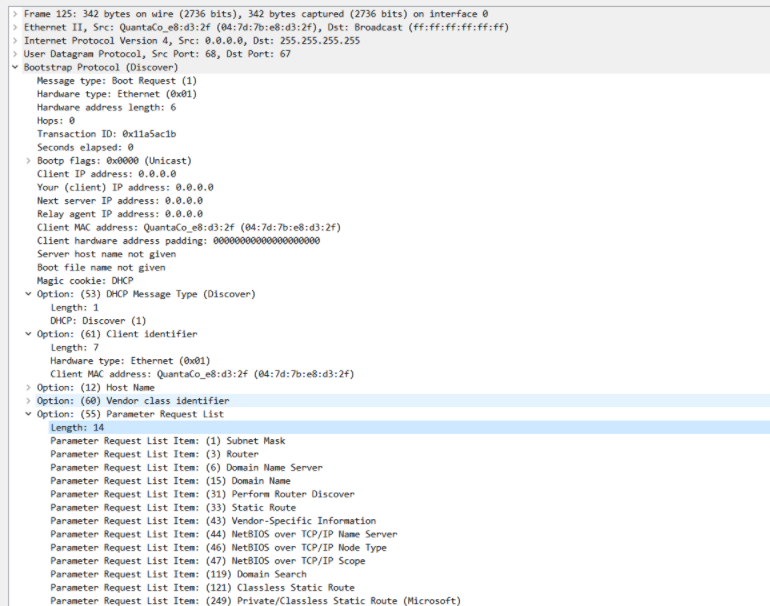 Frame 125: 342 bytes on wire (2736 bits), 342 bytes captured (2736 bits) on interface 0
Ethernet II, Src: QuantaCo_e8:d3:2f (04:7d:7b:e8:d3:2f), Dst: Broadcast (ff:ff:ff:ff:ff:ff)
Internet Protocol Version 4, Src: 0.0.0.0, Dst: 255.255.255.255
User Datagram Protocol, Src Port: 68, Dst Port: 67
Bootstrap Protocol (Discover)
Message type: Boot Request (1)
Hardware type: Ethernet (0x01)
Hardware address length: 6
Hops: 0
Transaction ID: 0x11a5ac1b
Seconds elapsed: 0
Bootp flags: 0x0000 (Unicast)
Client IP address: 0.0.0.0
Your (client) IP address: 0.0.0.0
Next server IP address: 0.0.0.0
Relay agent IP address: 0.0.0.0
Client MAC address: QuantaCo_e8:d3:2f (04:7d:7b:e8:d3:2f)
Client hardware address padding: 00000000000000000000
Server host name not given
Boot file name not given
Magic cookie: DHCP
Option: (53) DHCP Message Type (Discover)
Length: 1
DHCP: Discover (1)
Option: (61) Client identifier
Length: 7
Hardware type: Ethernet (0x01)
Client MAC address: QuantaCo_e8:d3:2f (04:7d:7b:e8:d3:2f)
Option: (12) Host Name
Option: (60) Vendor class identifier
Option: (55) Parameter Request List
Length: 14
Parameter Request List Item: (1) Subnet Mask
Parameter Request List Item: (3) Router
Parameter Request List Item: (6) Domain Name Server
Parameter Request List Item: (15) Domain Name
Parameter Request List Item: (31) Perform Router Discover
Parameter Request List Item: (33) Static Route
Parameter Request List Item: (43) Vendor-Specific Information
Parameter Request List Item: (44) NetBIOS over TCP/IP Name Server
Parameter Request List Item: (46) NetBIOS over TCP/IP Node Type
Parameter Request List Item: (47) NetBIOS over TCP/IP Scope
Parameter Request List Item: (119) Domain Search
Parameter Request List Item: (121) Classless Static Route
Parameter Request List Item: (249) Private/Classless Static Route (Microsoft)